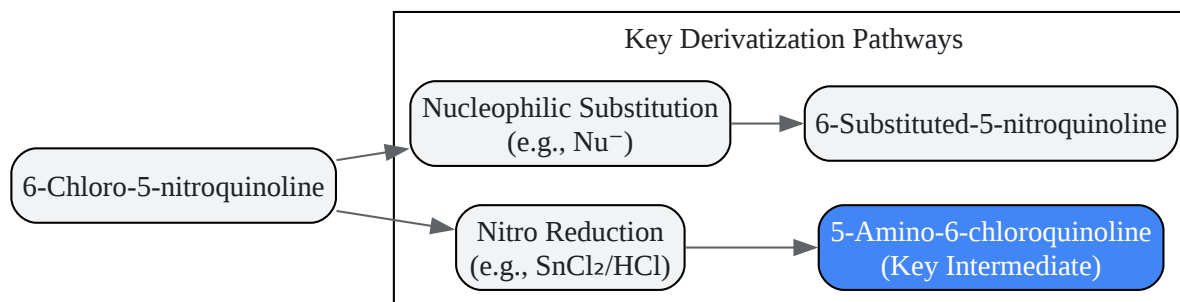 Key Derivatization Pathways
6-Chloro-5-nitroquinoline
Nucleophilic Substitution
(e.g., Nu⁻)
6-Substituted-5-nitroquinoline
Nitro Reduction
(e.g., SnCl₂/HCl)
5-Amino-6-chloroquinoline
(Key Intermediate)